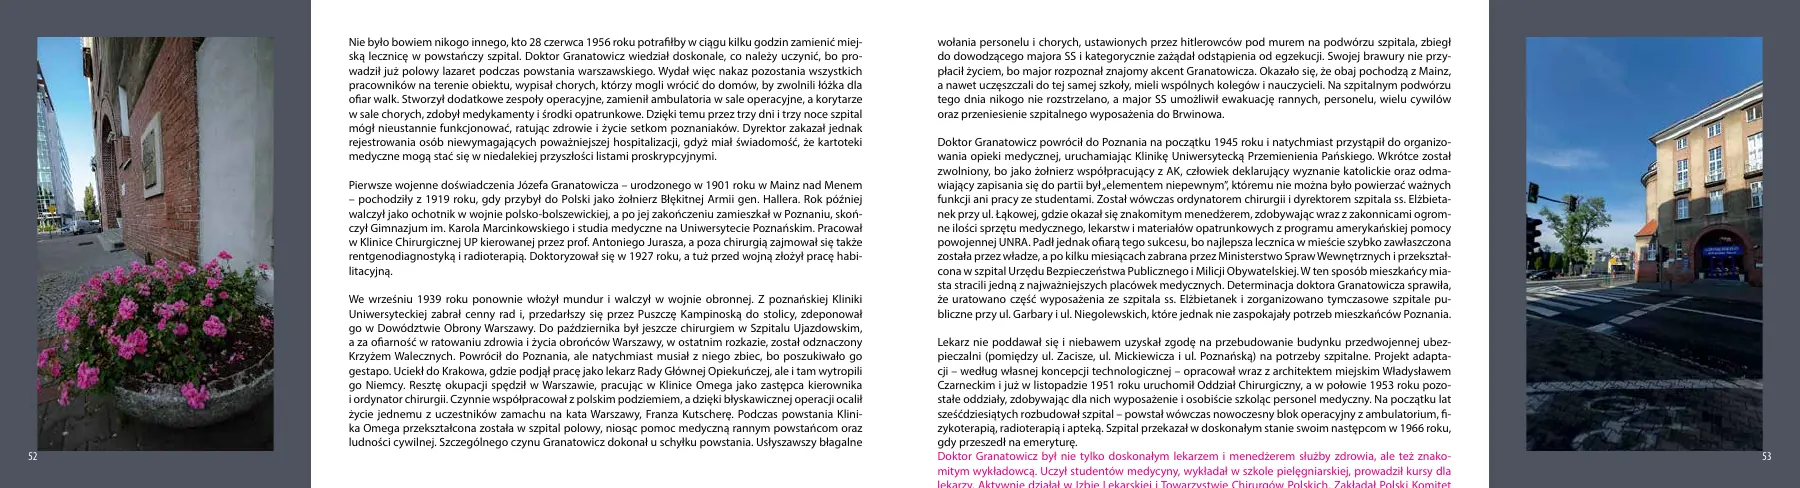 Nie było bowiem nikogo innego, kto 28 czerwca 1956 roku potrafiłby w ciągu kilku godzin zamienić miej-
ską lecznicę w powstańczy szpital. Doktor Granatowicz wiedział doskonale, co należy uczynić, bo pro-
wadził już polowy lazaret podczas powstania warszawskiego. Wydał więc nakaz pozostania wszystkich
pracowników na terenie obiektu, wypisał chorych, którzy mogli wrócić do domów, by zwolnili łóżka dla
ofiar walk. Stworzył dodatkowe zespoły operacyjne, zamienił ambulatoria w sale operacyjne, a korytarze
w sale chorych, zdobył medykamenty i środki opatrunkowe. Dzięki temu przez trzy dni i trzy noce szpital
mógł nieustannie funkcjonować, ratując zdrowie i życie setkom poznaniaków. Dyrektor zakazał jednak
rejestrowania osób niewymagających poważniejszej hospitalizacji, gdyż miał świadomość, że kartoteki
medyczne mogą stać się w niedalekiej przyszłości listami proskrypcyjnymi.
Pierwsze wojenne doświadczenia Józefa Granatowicza – urodzonego w 1901 roku w Mainz nad Menem
– pochodziły z 1919 roku, gdy przybył do Polski jako żołnierz Błękitnej Armii gen. Hallera. Rok później
walczył jako ochotnik w wojnie polsko-bolszewickiej, a po jej zakończeniu zamieszkał w Poznaniu, skoń-
czył Gimnazjum im. Karola Marcinkowskiego i studia medyczne na Uniwersytecie Poznańskim. Pracował
w Klinice Chirurgicznej UP kierowanej przez prof. Antoniego Jurasza, a poza chirurgią zajmował się także
rentgenodiagnostyką i radioterapią. Doktoryzował się w 1927 roku, a tuż przed wojną złożył pracę habi-
litacyjną.
We wrześniu 1939 roku ponownie włożył mundur i walczył w wojnie obronnej. Z poznańskiej Kliniki
Uniwersyteckiej zabrał cenny rad i, przedarłszy się przez Puszczę Kampinoską do stolicy, zdeponował
go w Dowództwie Obrony Warszawy. Do października był jeszcze chirurgiem w Szpitalu Ujazdowskim,
a za ofiarność w ratowaniu zdrowia i życia obrońców Warszawy, w ostatnim rozkazie, został odznaczony
Krzyżem Walecznych. Powrócił do Poznania, ale natychmiast musiał z niego zbiec, bo poszukiwało go
gestapo. Uciekł do Krakowa, gdzie podjął pracę jako lekarz Rady Głównej Opiekuńczej, ale i tam wytropili
go Niemcy. Resztę okupacji spędził w Warszawie, pracując w Klinice Omega jako zastępca kierownika
i ordynator chirurgii. Czynnie współpracował z polskim podziemiem, a dzięki błyskawicznej operacji ocalił
życie jednemu z uczestników zamachu na kata Warszawy, Franza Kutscherę. Podczas powstania Klini-
ka Omega przekształcona została w szpital polowy, niosąc pomoc medyczną rannym powstańcom oraz
ludności cywilnej. Szczególnego czynu Granatowicz dokonał u schyłku powstania. Usłyszawszy błagalne
52
wołania personelu i chorych, ustawionych przez hitlerowców pod murem na podwórzu szpitala, zbiegł
do dowodzącego majora SS i kategorycznie zażądał odstąpienia od egzekucji. Swojej brawury nie przy-
płacił życiem, bo major rozpoznał znajomy akcent Granatowicza. Okazało się, że obaj pochodzą z Mainz,
a nawet uczęszczali do tej samej szkoły, mieli wspólnych kolegów i nauczycieli. Na szpitalnym podwórzu
tego dnia nikogo nie rozstrzelano, a major SS umożliwił ewakuację rannych, personelu, wielu cywilów
oraz przeniesienie szpitalnego wyposażenia do Brwinowa.
Doktor Granatowicz powrócił do Poznania na początku 1945 roku i natychmiast przystąpił do organizo-
wania opieki medycznej, uruchamiając Klinikę Uniwersytecką Przemienienia Pańskiego. Wkrótce został
zwolniony, bo jako żołnierz współpracujący z AK, człowiek deklarujący wyznanie katolickie oraz odma-
wiający zapisania się do partii był „elementem niepewnym”, któremu nie można było powierzać ważnych
funkcji ani pracy ze studentami. Został wówczas ordynatorem chirurgii i dyrektorem szpitala ss. Elżbieta-
nek przy ul. Łąkowej, gdzie okazał się znakomitym menedżerem, zdobywając wraz z zakonnicami ogrom-
ne ilości sprzętu medycznego, lekarstw i materiałów opatrunkowych z programu amerykańskiej pomocy
powojennej UNRA. Padł jednak ofiarą tego sukcesu, bo najlepsza lecznica w mieście szybko zawłaszczona
została przez władze, a po kilku miesiącach zabrana przez Ministerstwo Spraw Wewnętrznych i przekształ-
cona w szpital Urzędu Bezpieczeństwa Publicznego i Milicji Obywatelskiej. W ten sposób mieszkańcy mia-
sta stracili jedną z najważniejszych placówek medycznych. Determinacja doktora Granatowicza sprawiła,
że uratowano część wyposażenia ze szpitala ss. Elżbietanek i zorganizowano tymczasowe szpitale pu-
bliczne przy ul. Garbary i ul. Niegolewskich, które jednak nie zaspokajały potrzeb mieszkańców Poznania.
Lekarz nie poddawał się i niebawem uzyskał zgodę na przebudowanie budynku przedwojennej ubez-
pieczalni (pomiędzy ul. Zacisze, ul. Mickiewicza i ul. Poznańską) na potrzeby szpitalne. Projekt adapta-
cji – według własnej koncepcji technologicznej – opracował wraz z architektem miejskim Władysławem
Czarneckim i już w listopadzie 1951 roku uruchomił Oddział Chirurgiczny, a w połowie 1953 roku pozo-
stałe oddziały, zdobywając dla nich wyposażenie i osobiście szkoląc personel medyczny. Na początku lat
sześćdziesiątych rozbudował szpital – powstał wówczas nowoczesny blok operacyjny z ambulatorium, fi-
zykoterapią, radioterapią i apteką. Szpital przekazał w doskonałym stanie swoim następcom w 1966 roku,
gdy przeszedł na emeryturę.
Doktor Granatowicz był nie tylko doskonałym lekarzem i menedżerem służby zdrowia, ale też znako-
mitym wykładowcą. Uczył studentów medycyny, wykładał w szkole pielęgniarskiej, prowadził kursy dla
lekarzy. Aktywnie działał w Izbie Lekarskiej i Towarzystwie Chirurgów Polskich. Zakładał Polski Komitet
53